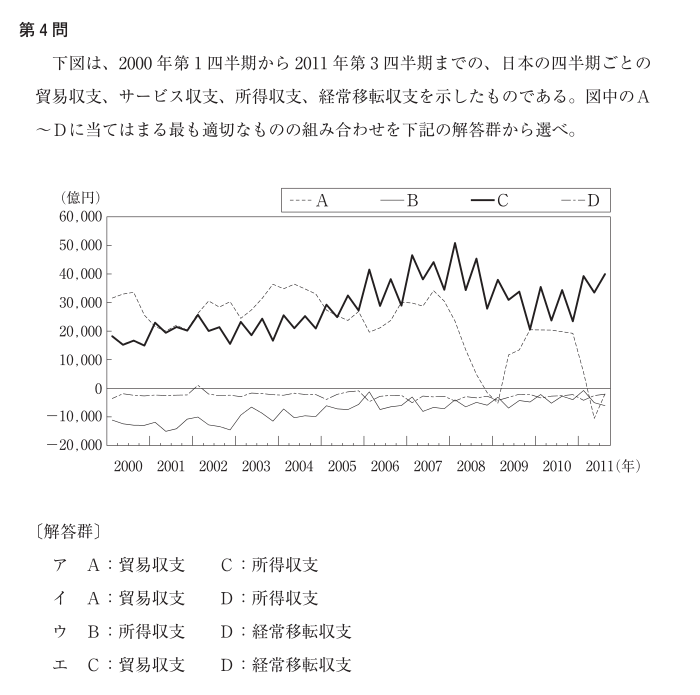 第4問
下図は、2000 年第1四半期から 2011 年第3四半期までの、日本の四半期ごとの
貿易収支、サービス収支、所得収支、経常移転収支を示したものである。図中のＡ
～Ｄに当てはまる最も適切なものの組み合わせを下記の解答群から選べ。
A B C D
(億円)
60,000
50,000
40,000
30,000
20,000
10,000
0
－10,000
－20,000
2000 2001 2002 2003 2004 2005 2006 2007 2008 2009 2010 2011(年)
〔解答群〕
ア Ａ：貿易収支 Ｃ：所得収支
イ Ａ：貿易収支 Ｄ：所得収支
ウ Ｂ：所得収支 Ｄ：経常移転収支
エ Ｃ：貿易収支 Ｄ：経常移転収支